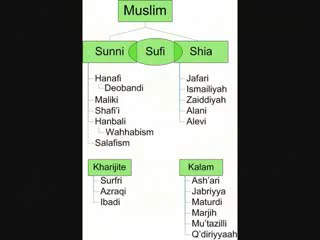 Muslim
Sunni
Sufi
Shia
Hanafi
Deobandi
Maliki
Shafi'i
Hanbali
Wahhabism
Salafism
Jafari
Ismailiyah
Zaiddiyah
Alani
Alevi
Kharijite
Surfri
Azraqi
Ibadi
Kalam
Ash'ari
Jabriyya
Maturdi
Marjih
Mu'tazilli
Q'diriyyaah